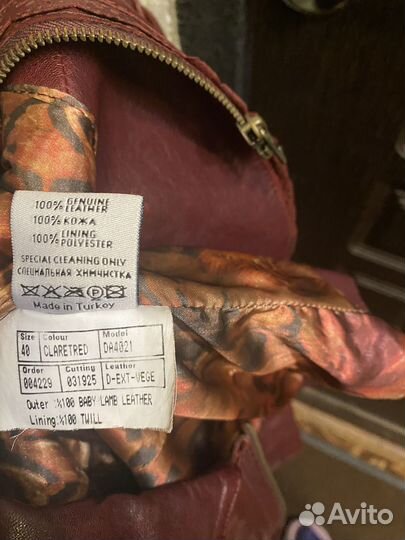 100% GENUINE
LEATHER
100% КОЖА
100% LINING
POLYESTER
SPECIAL CLEANING ONLY
СПЕЦИАЛЬНАЯ ХИМЧИСТКА
Made in Turkey
Size Colour Model
40 CLARETRED DA4021
Order Cutting Leather
004229 031925 D-EXT-VEGE
Outer :%100 BABY LAMB LEATHER
Lining:%100 TWILL
Avito